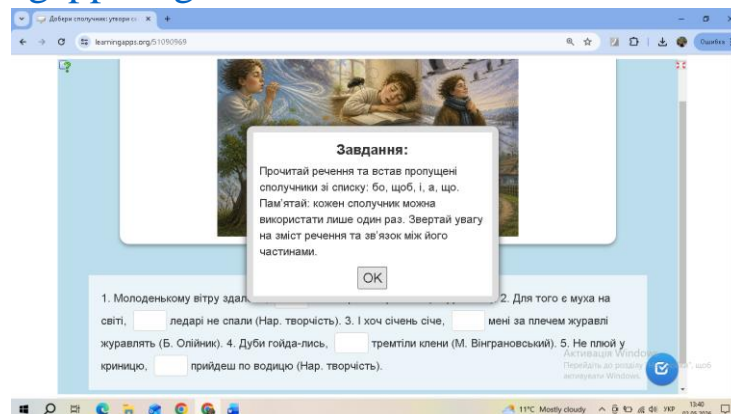 Добери сполучник: утвори сс
learningapps.org/51090969
Ошибка
Завдання:
Прочитай речення та встав пропущені
сполучники зі списку: бо, щоб, і, а, що.
Пам'ятай: кожен сполучник можна
використати лише один раз. Звертай увагу
на зміст речення та зв'язок між його
частинами.
OK
1. Молоденькому вітру здал 2. Для того є муха на
світі, ледарі не спали (Нар. творчість). 3. І хоч січень січе, мені за плечем журавлі
журавлять (Б. Олійник). 4. Дуби гойда-лись, тремтіли клени (М. Вінграновський). 5. Не плюй у
криницю, прийдеш по водицю (Нар. творчість).
Активація Windows
Перейдіть до розділу щоб
активувати Windows.
11°C Mostly cloudy УКР 13:40